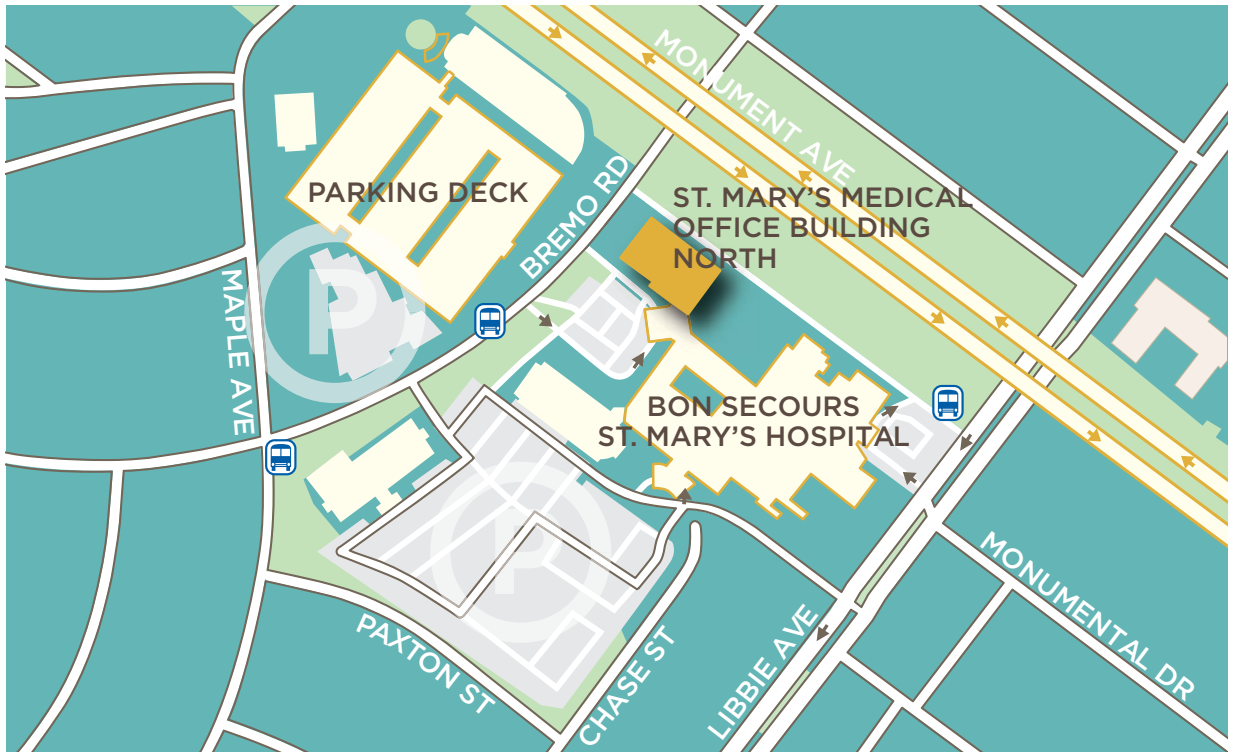 MONUMENT AVE
PARKING DECK
BREMO RD
ST. MARY'S MEDICAL
OFFICE BUILDING
NORTH
MAPLE AVE
P
BON SECOURS
ST. MARY'S HOSPITAL
P
MONUMENTAL DR
PAXTON ST
CHASE ST
LIBBIE AVE